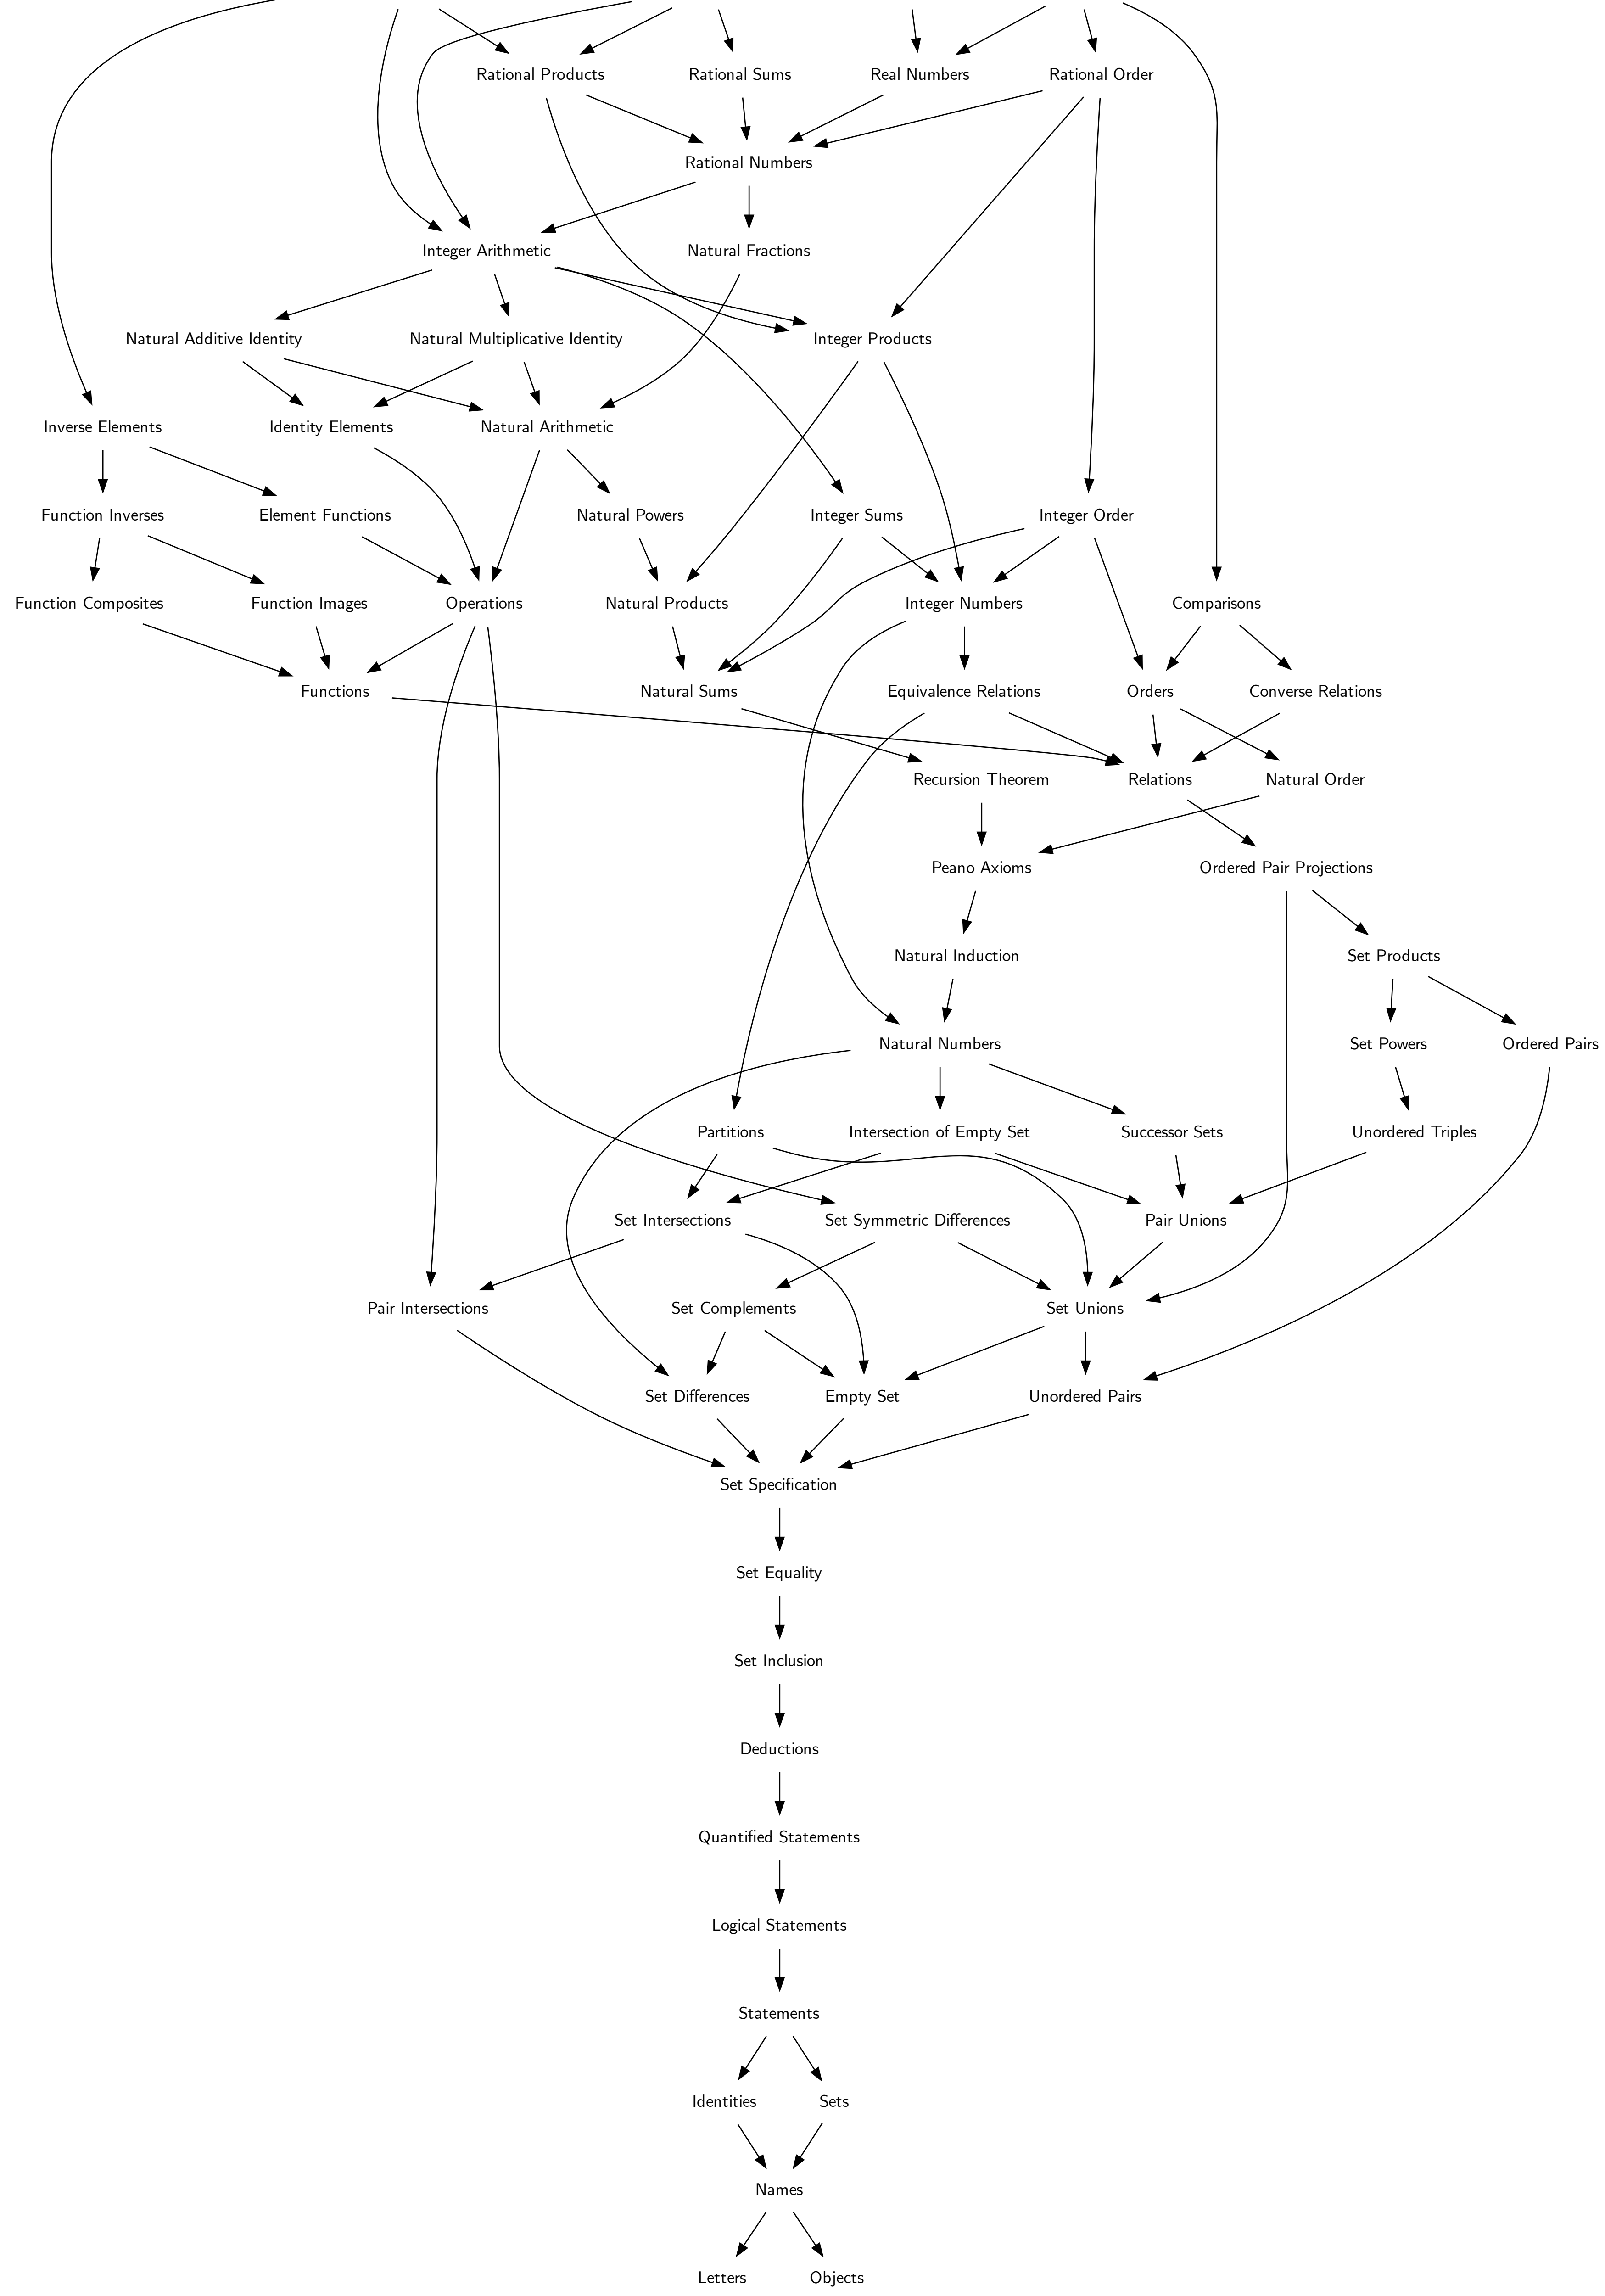 Rational Products
Rational Sums
Real Numbers
Rational Order
Rational Numbers
Integer Arithmetic
Natural Fractions
Natural Additive Identity
Natural Multiplicative Identity
Integer Products
Inverse Elements
Identity Elements
Natural Arithmetic
Function Inverses
Element Functions
Natural Powers
Integer Sums
Integer Order
Function Composites
Function Images
Operations
Natural Products
Integer Numbers
Comparisons
Functions
Natural Sums
Equivalence Relations
Orders
Converse Relations
Recursion Theorem
Relations
Natural Order
Peano Axioms
Ordered Pair Projections
Natural Induction
Set Products
Natural Numbers
Set Powers
Ordered Pairs
Partitions
Intersection of Empty Set
Successor Sets
Unordered Triples
Set Intersections
Set Symmetric Differences
Pair Unions
Pair Intersections
Set Complements
Set Unions
Set Differences
Empty Set
Unordered Pairs
Set Specification
Set Equality
Set Inclusion
Deductions
Quantified Statements
Logical Statements
Statements
Identities
Sets
Names
Letters
Objects